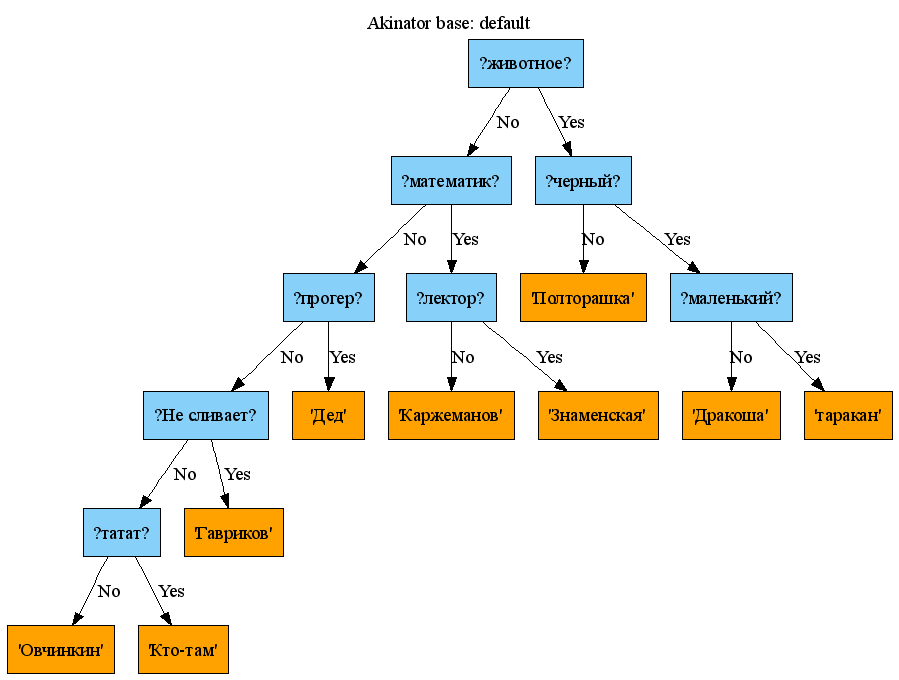 Akinator base: default
?животное?
No
Yes
?математик?
?черный?
No
Yes
No
Yes
?прогер?
?лектор?
'Полторашка'
?маленький?
No
Yes
No
Yes
No
Yes
?Не сливает?
'Дед'
'Каржеманов'
'Знаменская'
'Дракоша'
'таракан'
No
Yes
?татат?
'Гавриков'
No
Yes
'Овчинкин'
'Кто-там'